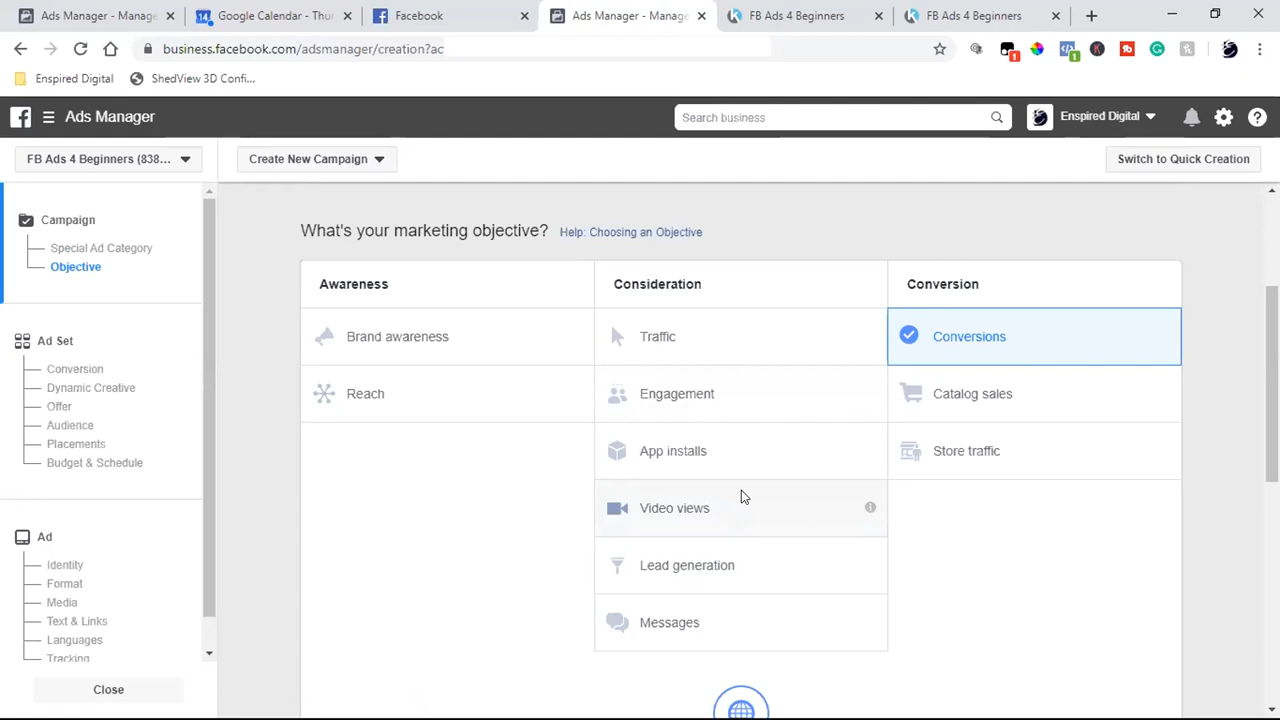 Ads Manager - Manage
Google Calendar - Thu
Facebook
Ads Manager - Manage
FB Ads 4 Beginners
FB Ads 4 Beginners
business.facebook.com/adsmanager/creation?ac
1
1
Enspired Digital
ShedView 3D Confi...
Ads Manager
Search business
Enspired Digital
FB Ads 4 Beginners (838...
Create New Campaign
Switch to Quick Creation
Campaign
Special Ad Category
Objective
Ad Set
Conversion
Dynamic Creative
Offer
Audience
Placements
Budget & Schedule
Ad
Identity
Format
Media
Text & Links
Languages
Tracking
Close
What's your marketing objective? Help: Choosing an Objective
Awareness
Consideration
Conversion
Brand awareness
Traffic
Conversions
Reach
Engagement
Catalog sales
App installs
Store traffic
Video views
Lead generation
Messages